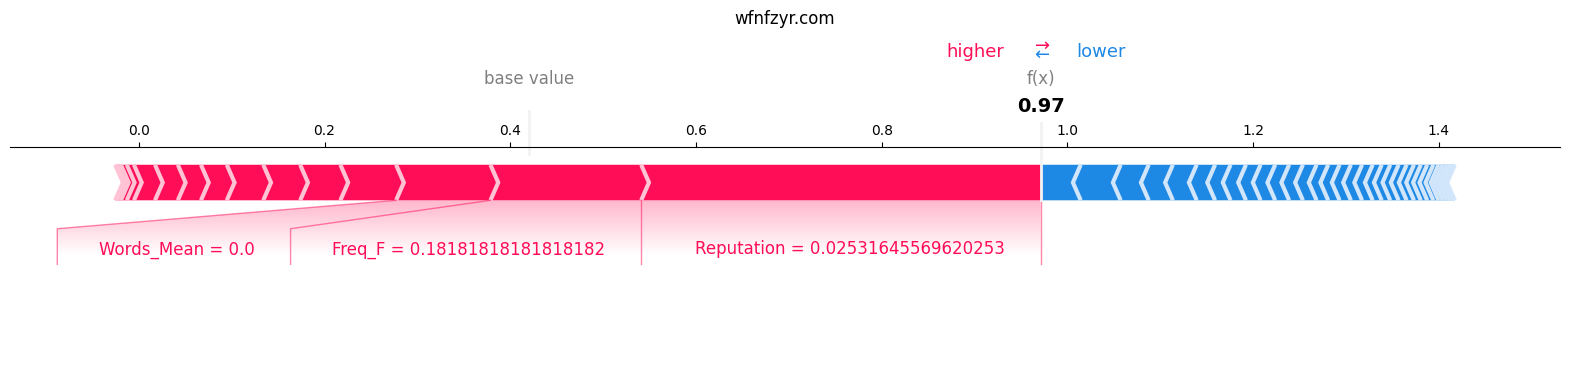 wfnfzyr.com
higher → ← lower
base value f(x)
0.97
0.0 0.2 0.4 0.6 0.8 1.0 1.2 1.4
Words_Mean = 0.0 Freq_F = 0.18181818181818182 Reputation = 0.02531645569620253